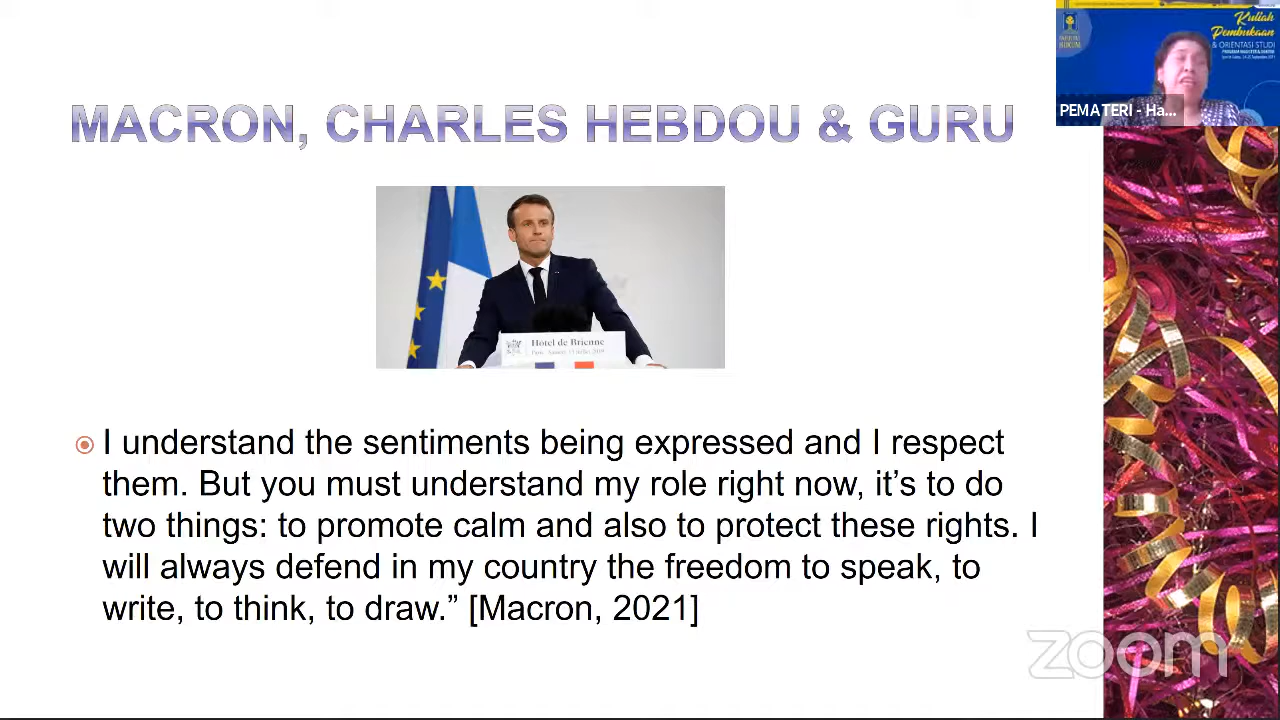 MACRON, CHARLES HEBDOU & GURU
Hôtel de Brienne
I understand the sentiments being expressed and I respect
them. But you must understand my role right now, it’s to do
two things: to promote calm and also to protect these rights. I
will always defend in my country the freedom to speak, to
write, to think, to draw.” [Macron, 2021]
Kuliah
Pembukaan
& ORIENTASI STUDI
PEMATERI - Ha...
zoom